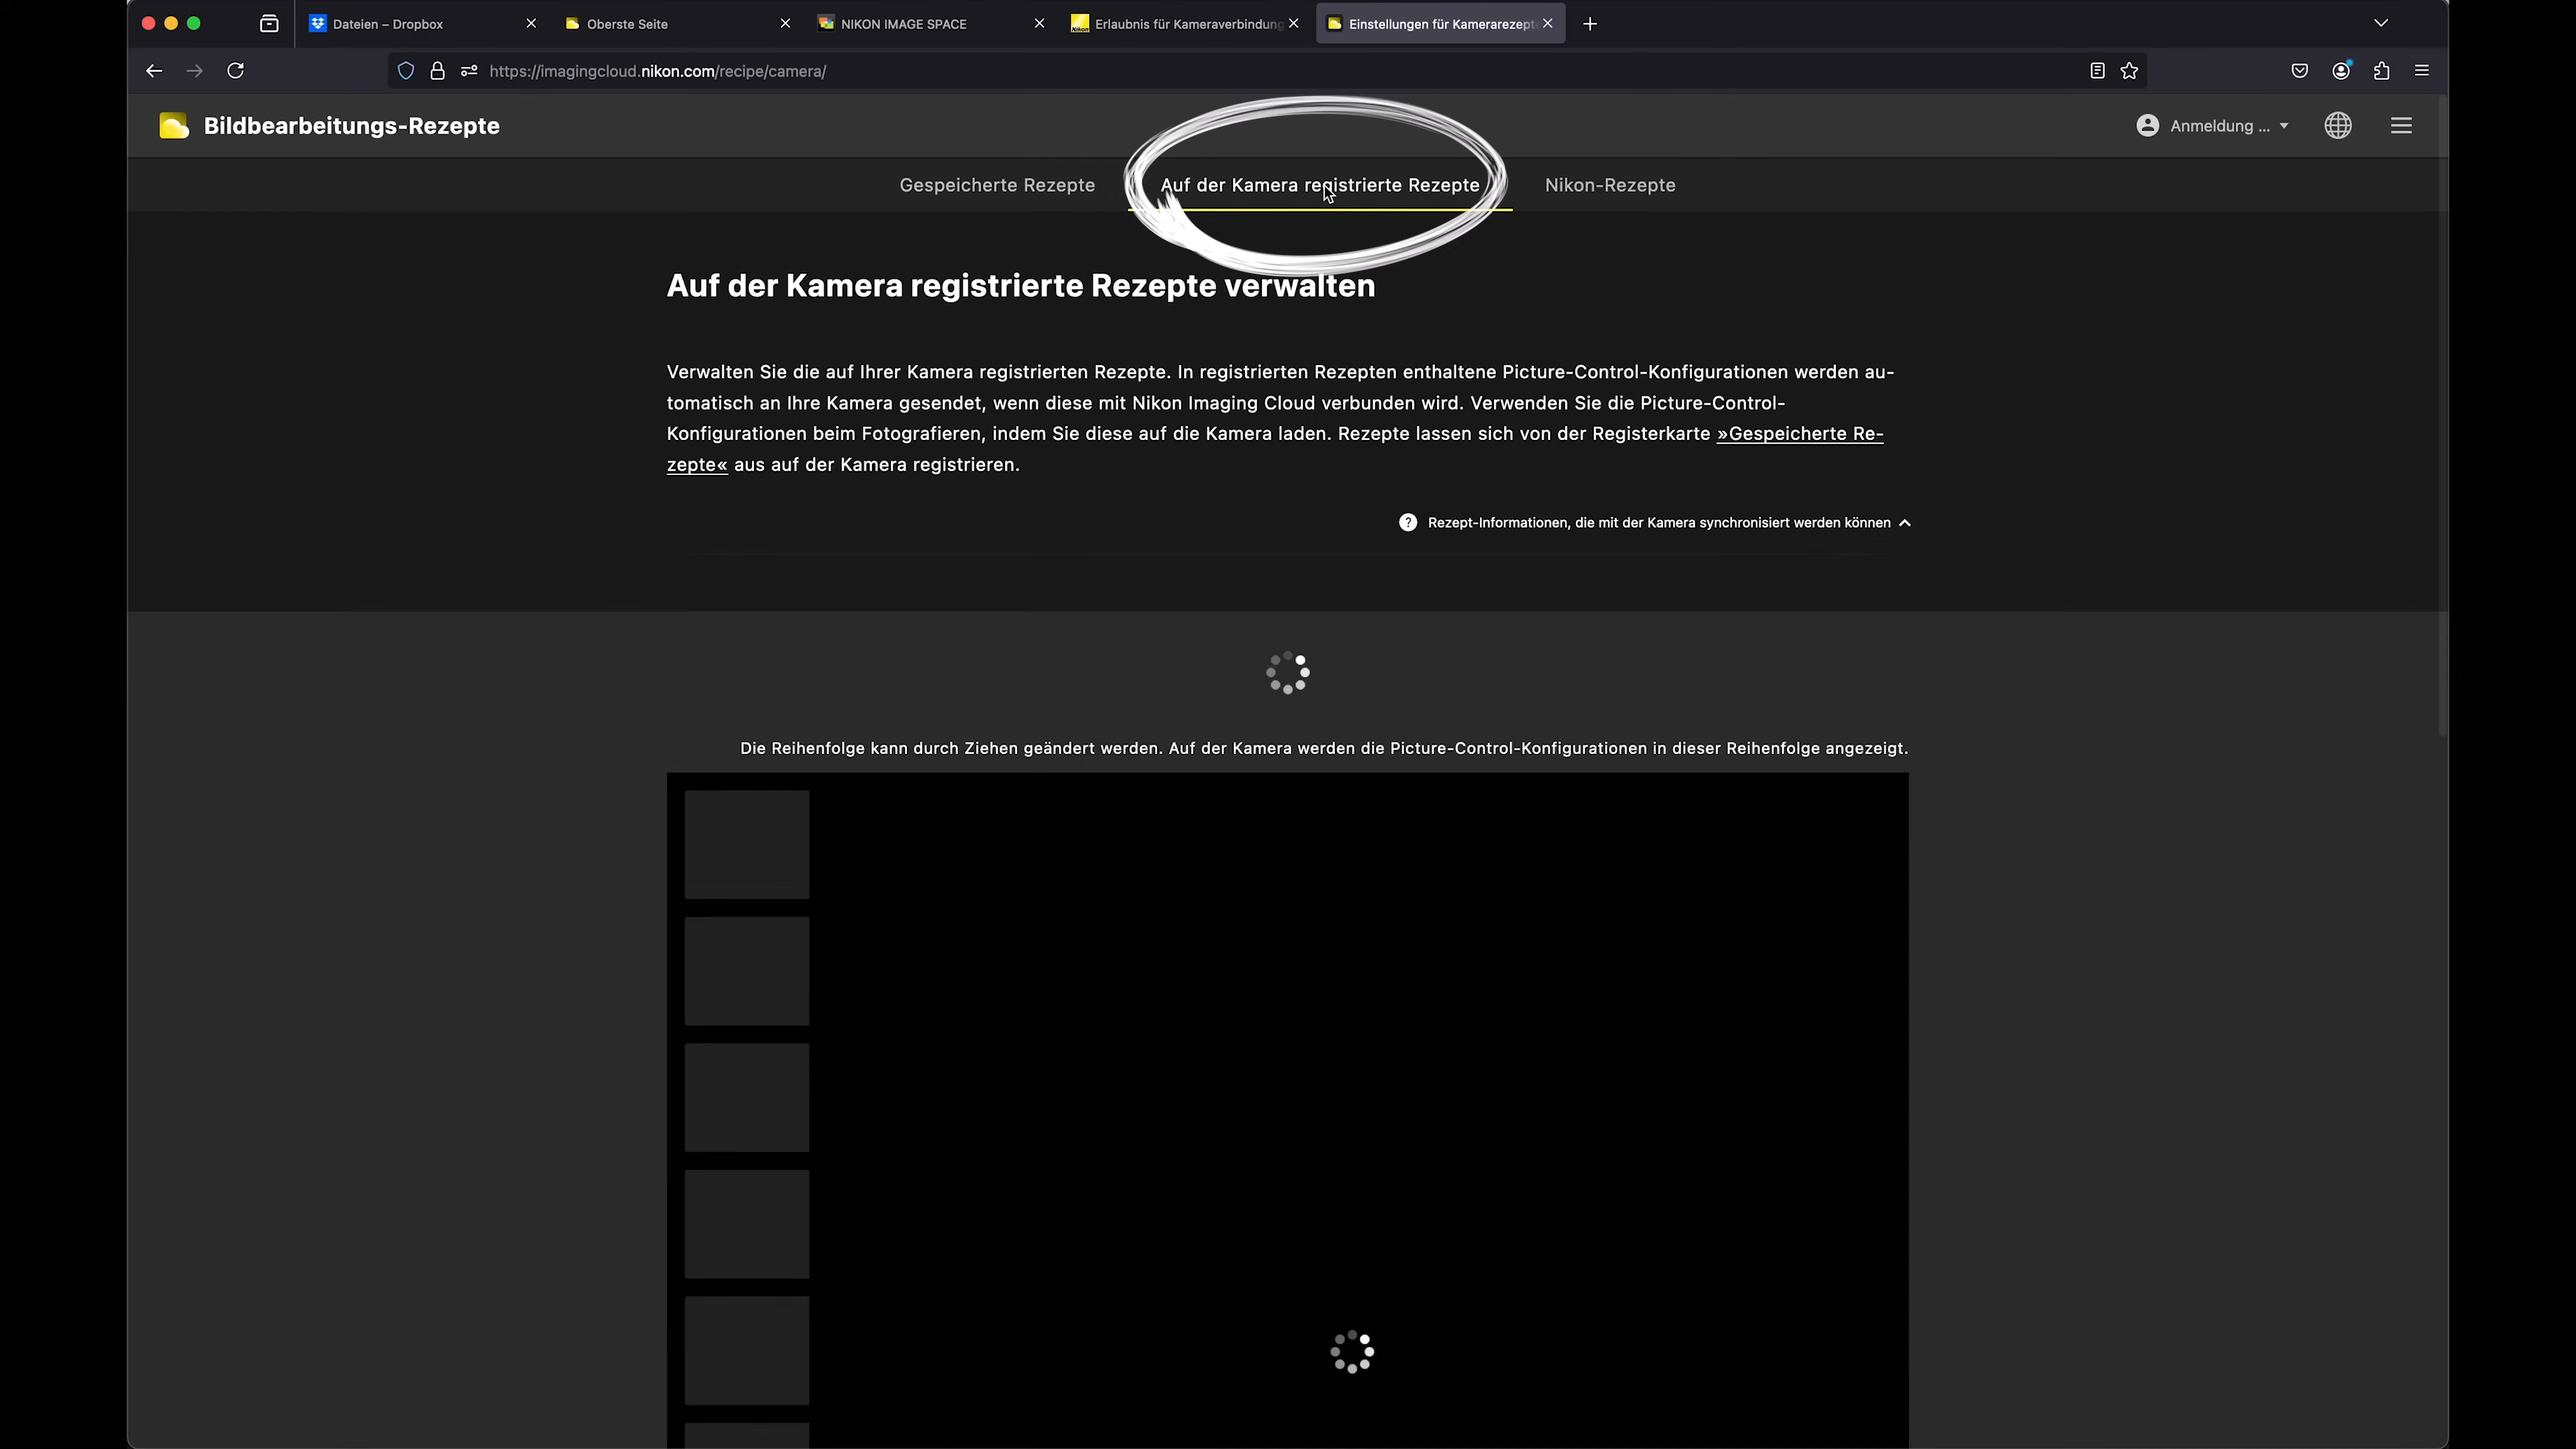 Dateien – Dropbox
Oberste Seite
NIKON IMAGE SPACE
Erlaubnis für Kameraverbindung
Einstellungen für Kamerarezept
https://imagingcloud.nikon.com/recipe/camera/
Bildbearbeitungs-Rezepte
Anmeldung ...
Gespeicherte Rezepte
Auf der Kamera registrierte Rezepte
Nikon-Rezepte
Auf der Kamera registrierte Rezepte verwalten
Verwalten Sie die auf Ihrer Kamera registrierten Rezepte. In registrierten Rezepten enthaltene Picture-Control-Konfigurationen werden au-
tomatisch an Ihre Kamera gesendet, wenn diese mit Nikon Imaging Cloud verbunden wird. Verwenden Sie die Picture-Control-
Konfigurationen beim Fotografieren, indem Sie diese auf die Kamera laden. Rezepte lassen sich von der Registerkarte »Gespeicherte Re-
zepte« aus auf der Kamera registrieren.
? Rezept-Informationen, die mit der Kamera synchronisiert werden können
Die Reihenfolge kann durch Ziehen geändert werden. Auf der Kamera werden die Picture-Control-Konfigurationen in dieser Reihenfolge angezeigt.